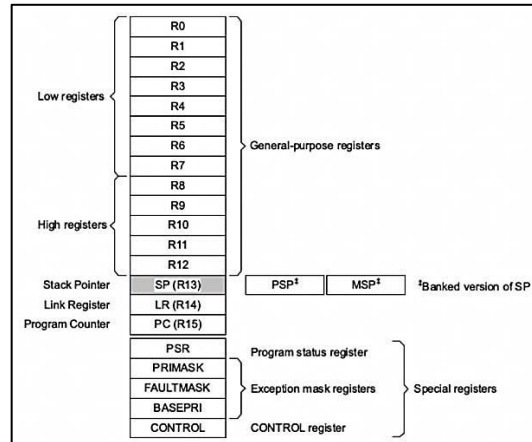 R0
R1
R2
R3
Low registers
R4
R5
R6
General-purpose registers
R7
R8
R9
High registers
R10
R11
R12
Stack Pointer SP (R13) PSP‡ MSP‡ ‡Banked version of SP
Link Register LR (R14)
Program Counter PC (R15)
PSR Program status register
PRIMASK
FAULTMASK Exception mask registers Special registers
BASEPRI
CONTROL CONTROL register